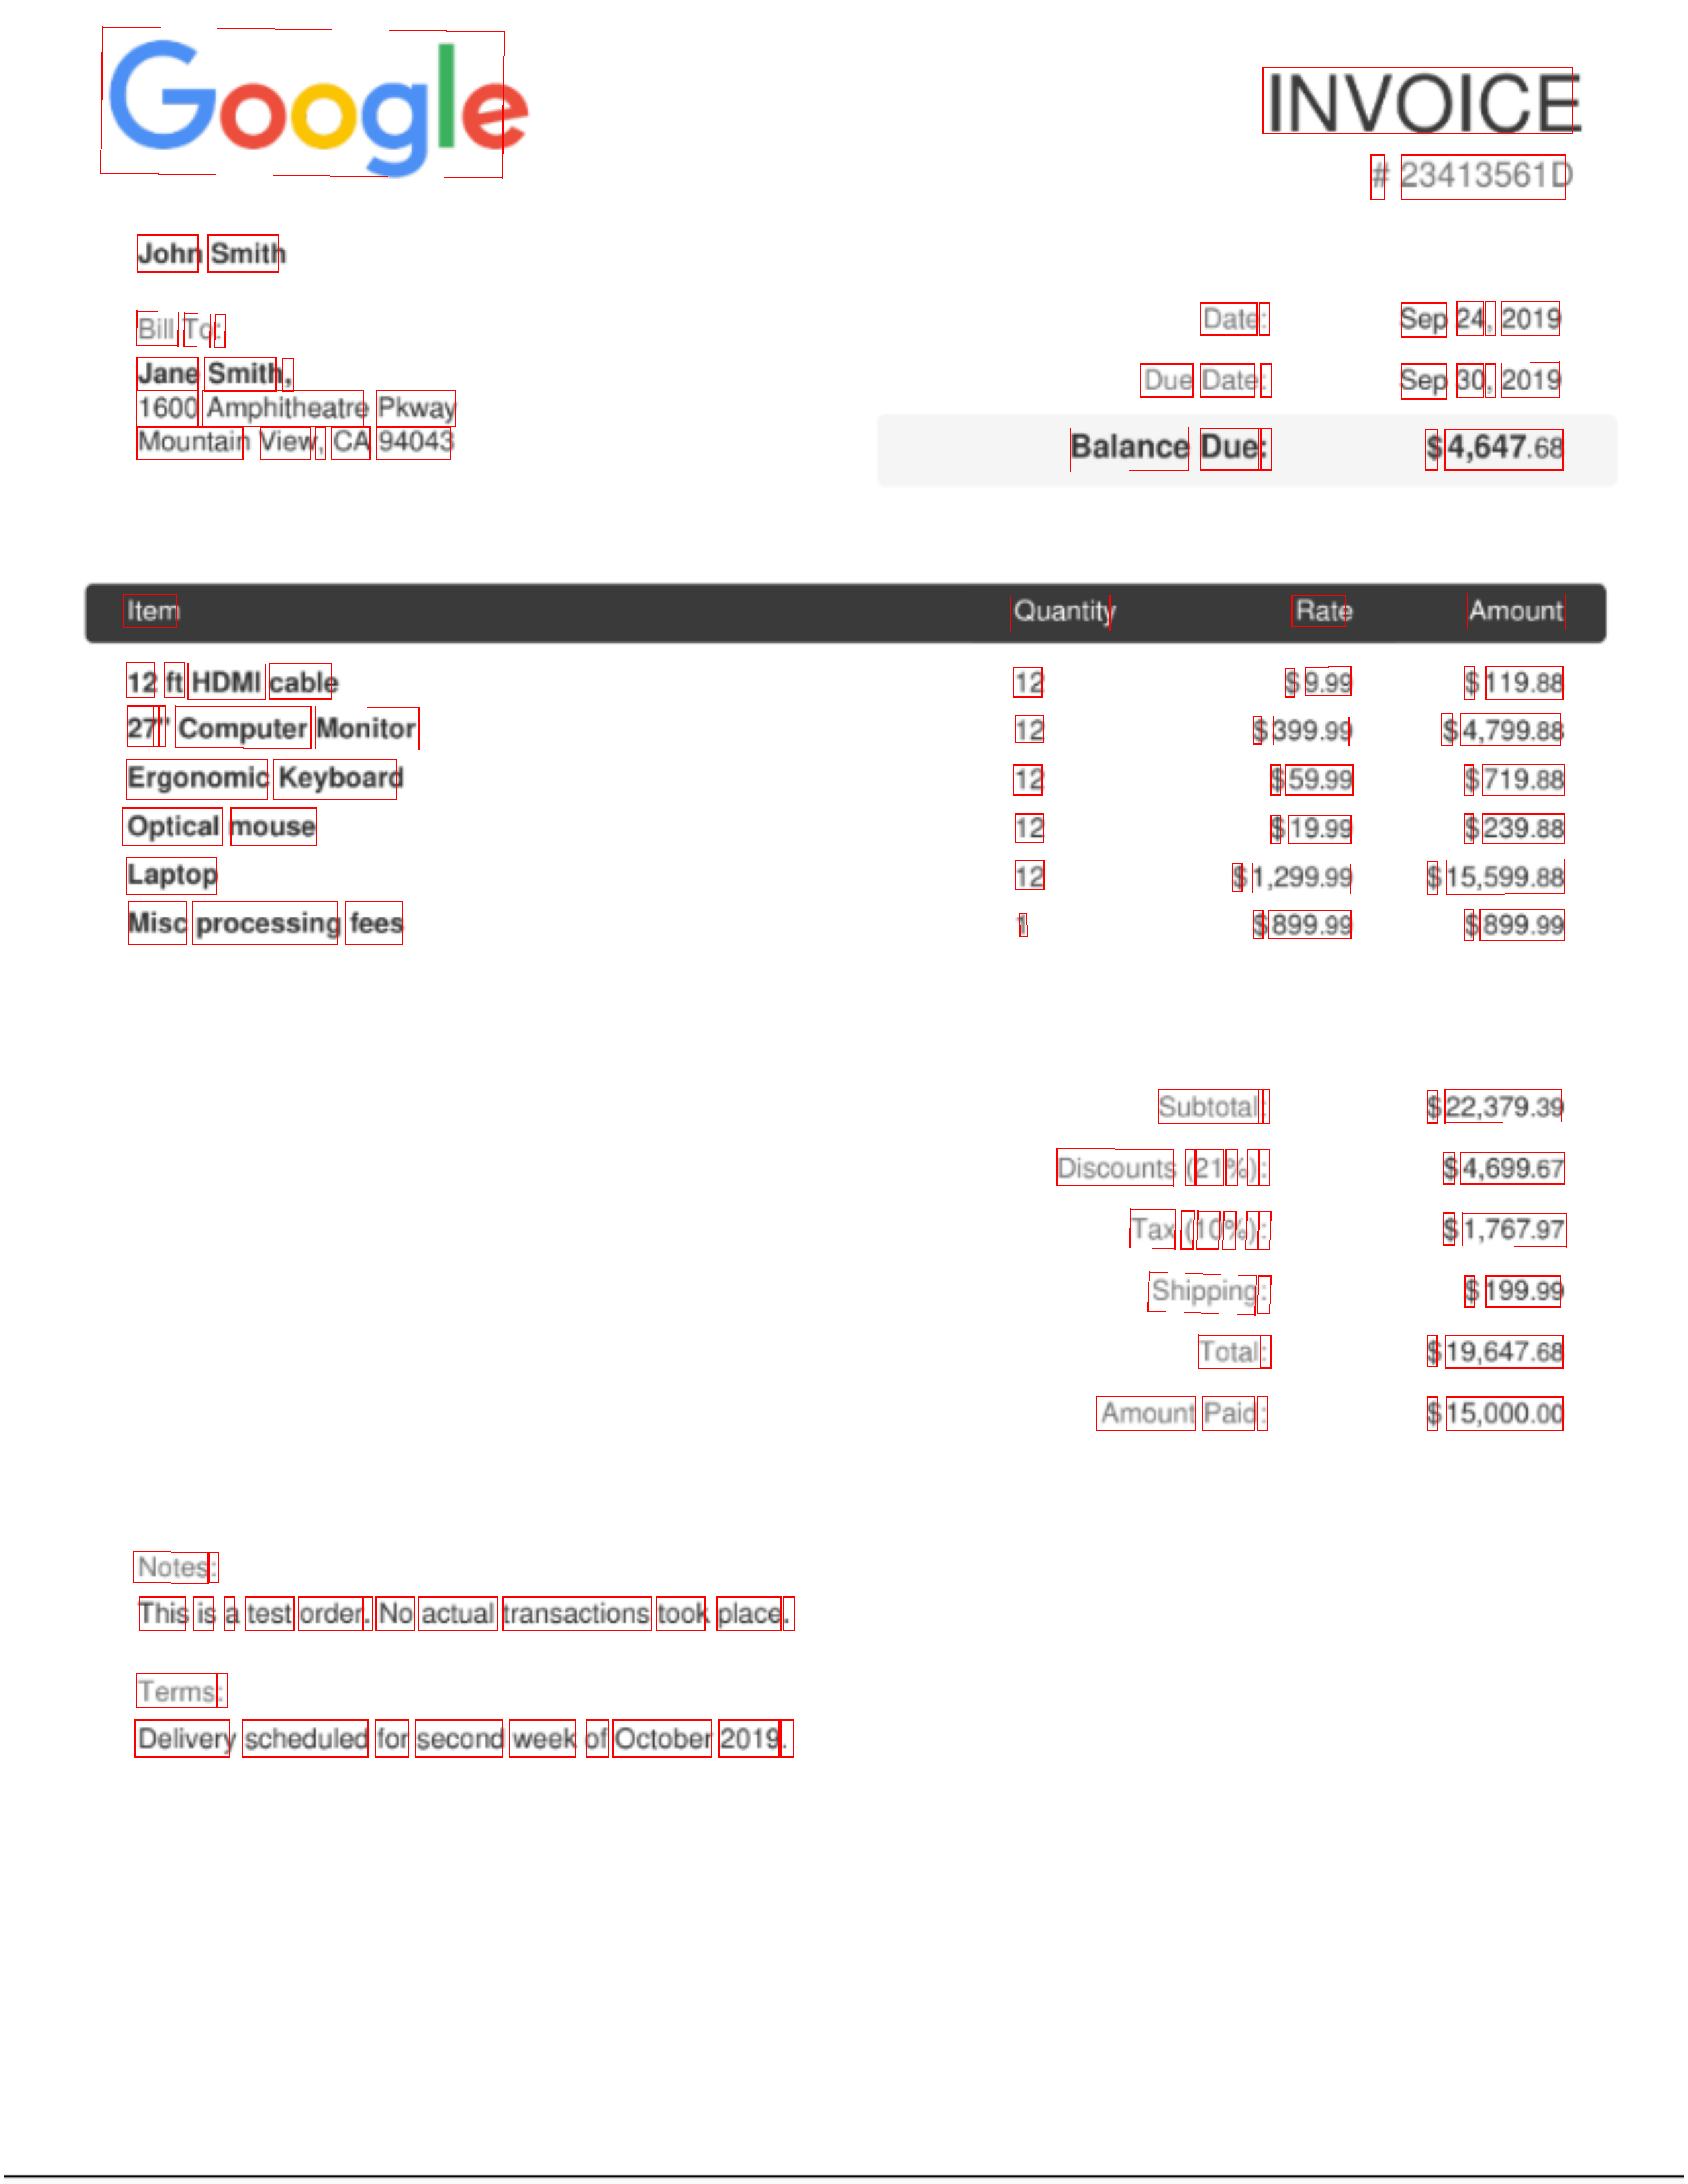 Google
INVOICE
# 23413561D
John Smith
Bill To:
Jane Smith,
1600 Amphitheatre Pkway
Mountain View, CA 94043
Date: Sep 24, 2019
Due Date: Sep 30, 2019
Balance Due: $4,647.68
Item Quantity Rate Amount
12 ft HDMI cable 12 $9.99 $119.88
27" Computer Monitor 12 $399.99 $4,799.88
Ergonomic Keyboard 12 $59.99 $719.88
Optical mouse 12 $19.99 $239.88
Laptop 12 $1,299.99 $15,599.88
Misc processing fees 1 $899.99 $899.99
Subtotal: $22,379.39
Discounts (21%): $4,699.67
Tax (10%): $1,767.97
Shipping: $199.99
Total: $19,647.68
Amount Paid: $15,000.00
Notes:
This is a test order. No actual transactions took place.
Terms:
Delivery scheduled for second week of October 2019.